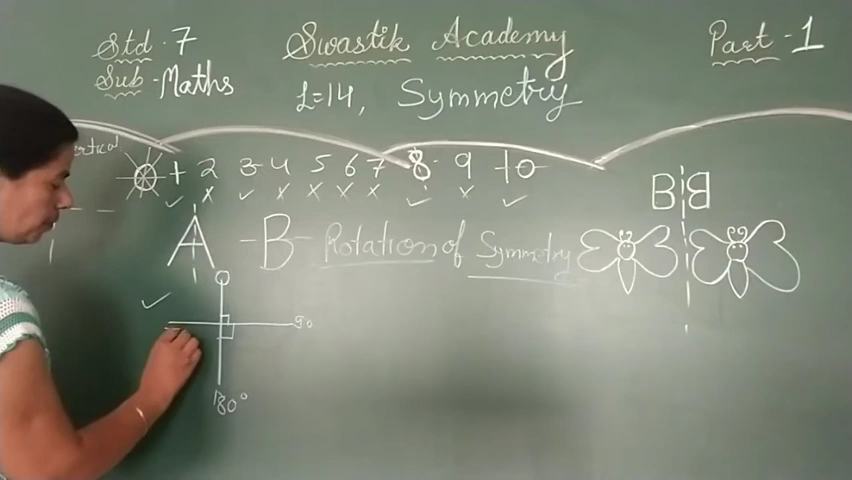 Std. 7
Swastik Academy
Part - 1
Sub - Maths
L=14, Symmetry
1 2 3 4 5 6 7 8 9 10
✓ x ✓ x x x x ✓ x ✓
B B
A B Rotation of Symmetry
✓
90
180°